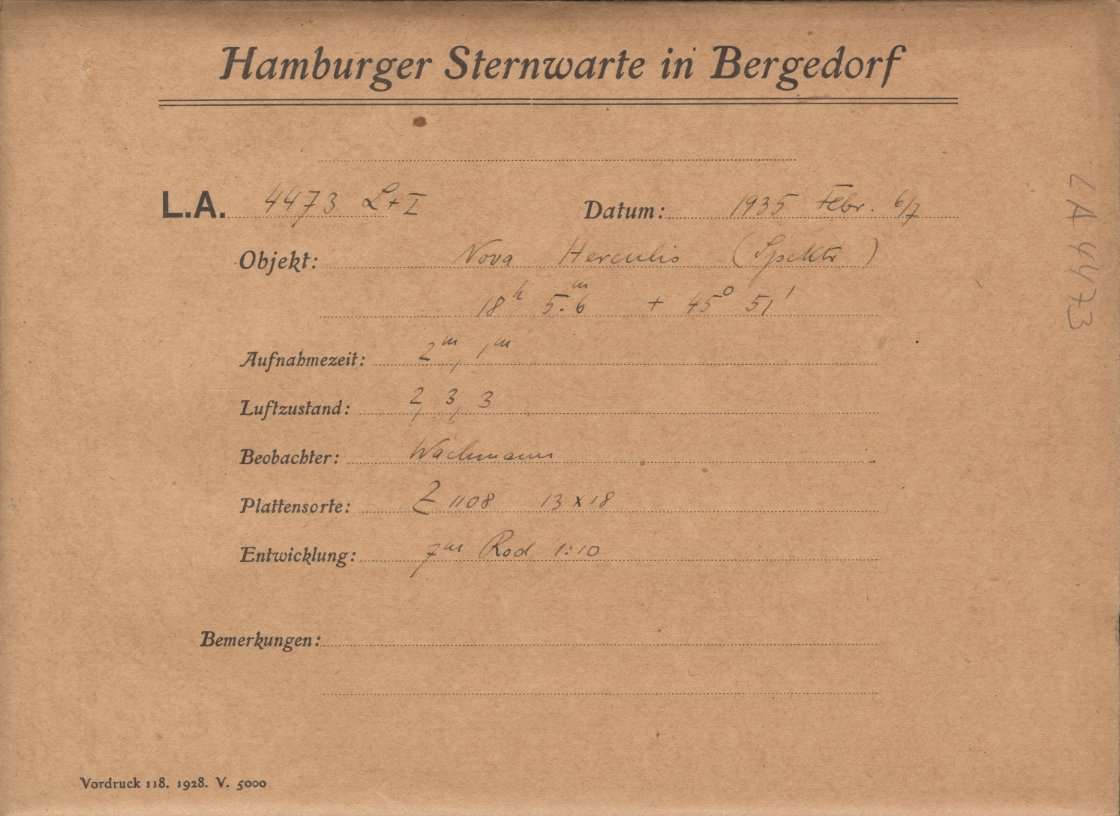 Hamburger Sternwarte in Bergedorf
L.A. 4473 L+I Datum: 1935 Febr. 6/7
Objekt: Nova Herculis (Spektr)
18h 5.m6 + 45° 51'
Aufnahmezeit: 2m, 1m
Luftzustand: 2, 3, 3
Beobachter: Wachmann
Plattensorte: Z 1108 13 x 18
Entwicklung: 7m Rod. 1:10
Bemerkungen:
Vordruck 118. 1928. V. 5000
LA 4473